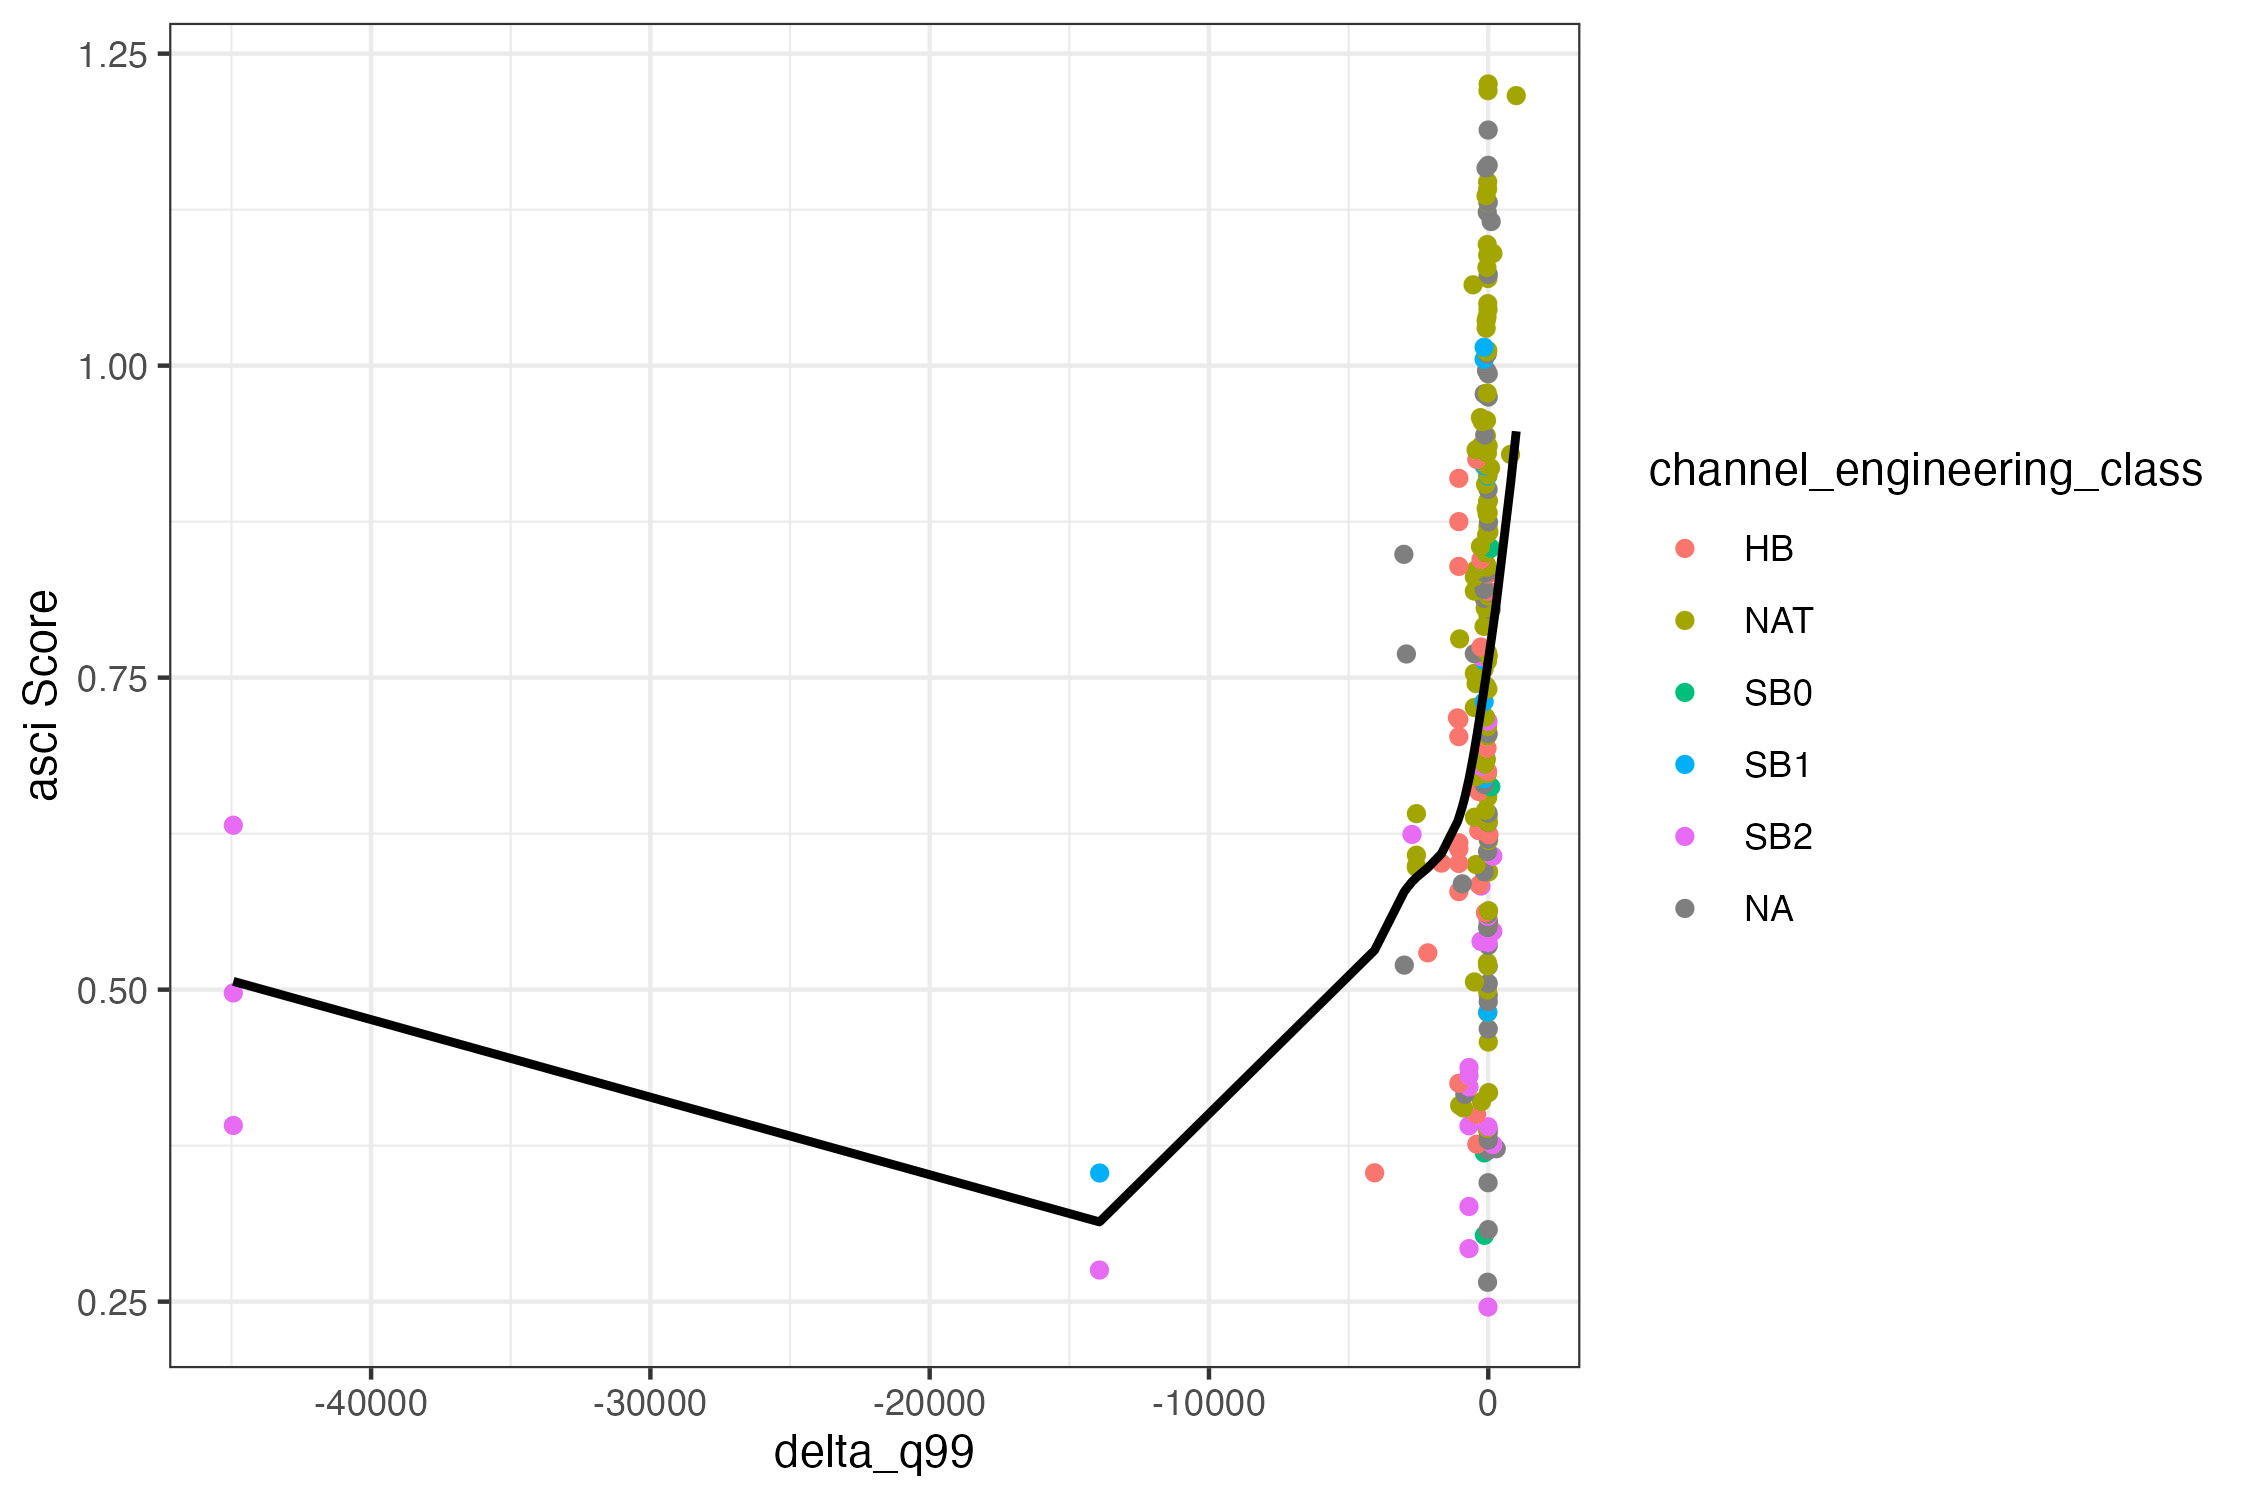 1.25
1.00
0.75
0.50
0.25
asci Score
-40000
-30000
-20000
-10000
0
delta_q99
channel_engineering_class
HB
NAT
SB0
SB1
SB2
NA